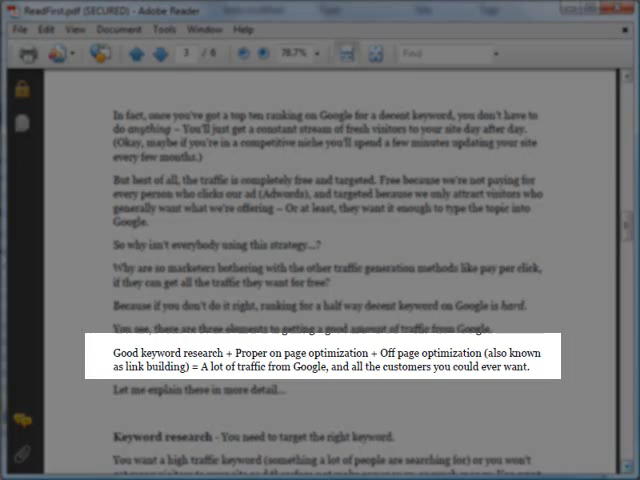 ReadFirst.pdf (SECURED) - Adobe Reader
File Edit View Document Tools Window Help
3 / 6 78.7% Find
In fact, once you've got a top ten ranking on Google for a decent keyword, you don't have to
do anything – You'll just get a constant stream of fresh visitors to your site day after day.
(Okay, maybe if you're in a competitive niche you'll spend a few minutes updating your site
every few months.)
But best of all, the traffic is completely free and targeted. Free because we're not paying for
every person who clicks our ad (Adwords), and targeted because we only attract visitors who
generally want what we're offering – Or at least, they want it enough to type the topic into
Google.
So why isn't everybody using this strategy...?
Why are so marketers bothering with the other traffic generation methods like pay per click,
if they can get all the traffic they want for free?
Because if you don't do it right, ranking for a half way decent keyword on Google is hard.
You see, there are three elements to getting a good amount of traffic from Google.
Good keyword research + Proper on page optimization + Off page optimization (also known
as link building) = A lot of traffic from Google, and all the customers you could ever want.
Let me explain these in more detail...
Keyword research - You need to target the right keyword.
You want a high traffic keyword (something a lot of people are searching for) or you won't